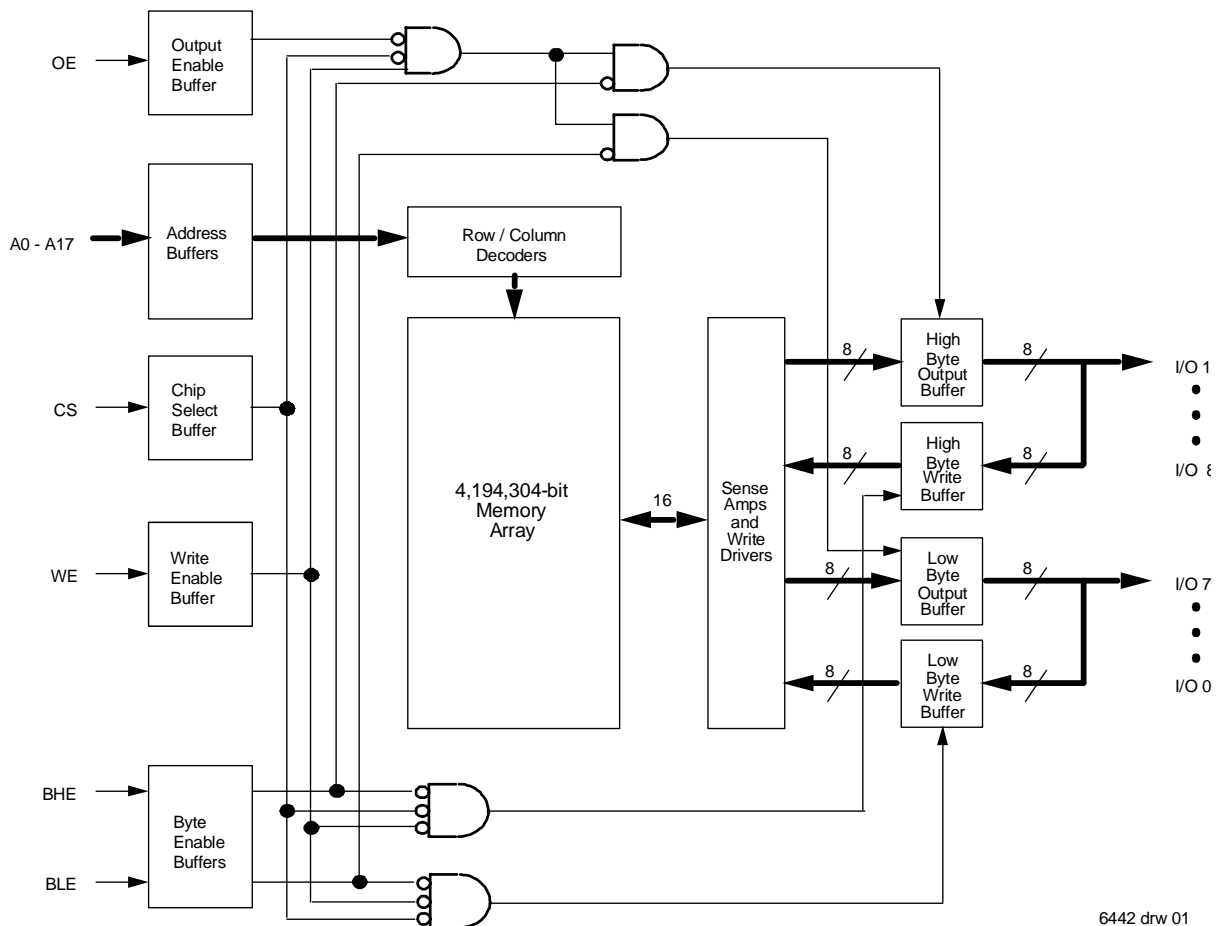 OE
Output
Enable
Buffer
A0 - A17
Address
Buffers
Row / Column
Decoders
CS
Chip
Select
Buffer
WE
Write
Enable
Buffer
4,194,304-bit
Memory
Array
16
Sense
Amps
and
Write
Drivers
8
High
Byte
Output
Buffer
8
I/O 1
8
High
Byte
Write
Buffer
8
I/O 8
8
Low
Byte
Output
Buffer
8
I/O 7
8
Low
Byte
Write
Buffer
8
I/O 0
BHE
Byte
Enable
Buffers
BLE
6442 drw 01